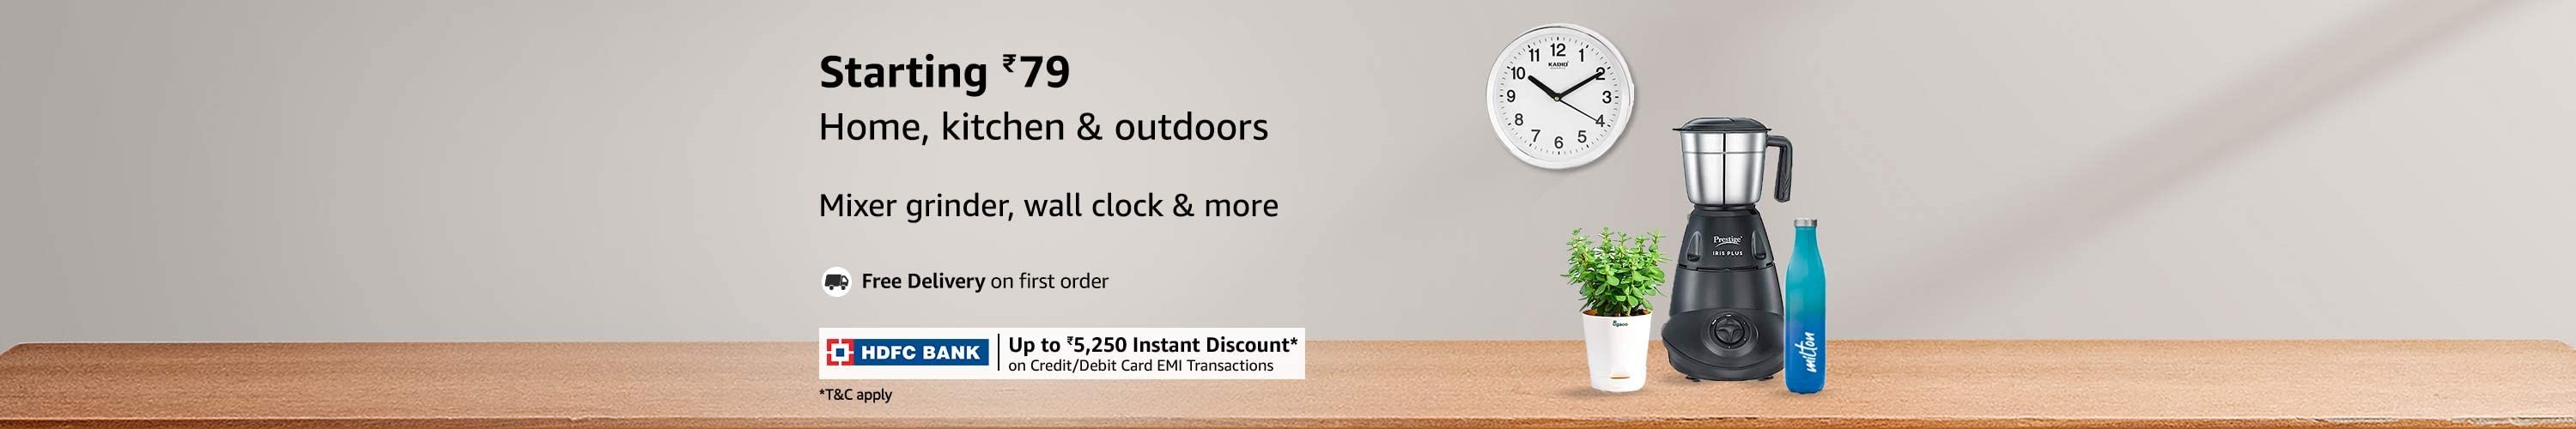 Starting ₹79
Home, kitchen & outdoors
Mixer grinder, wall clock & more
Free Delivery on first order
HDFC BANK
Up to ₹5,250 Instant Discount*
on Credit/Debit Card EMI Transactions
*T&C apply
11 12 1
10 2
9 3
8 4
7 6 5
KADIO
Prestige
IRIS PLUS
Ugaoo
milton